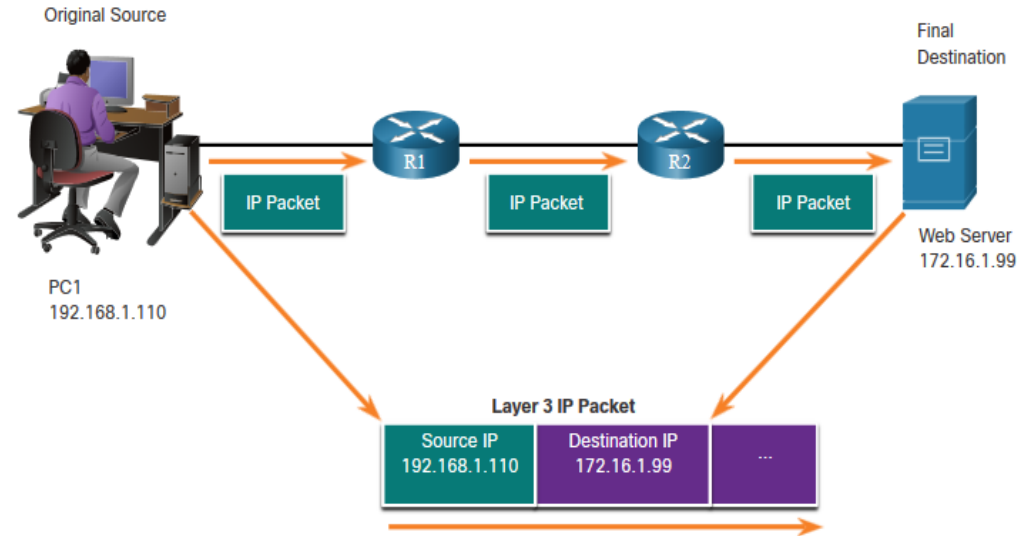 Original Source
Final
Destination
R1
R2
IP Packet
IP Packet
IP Packet
Web Server
172.16.1.99
PC1
192.168.1.110
Layer 3 IP Packet
Source IP
192.168.1.110
Destination IP
172.16.1.99
...